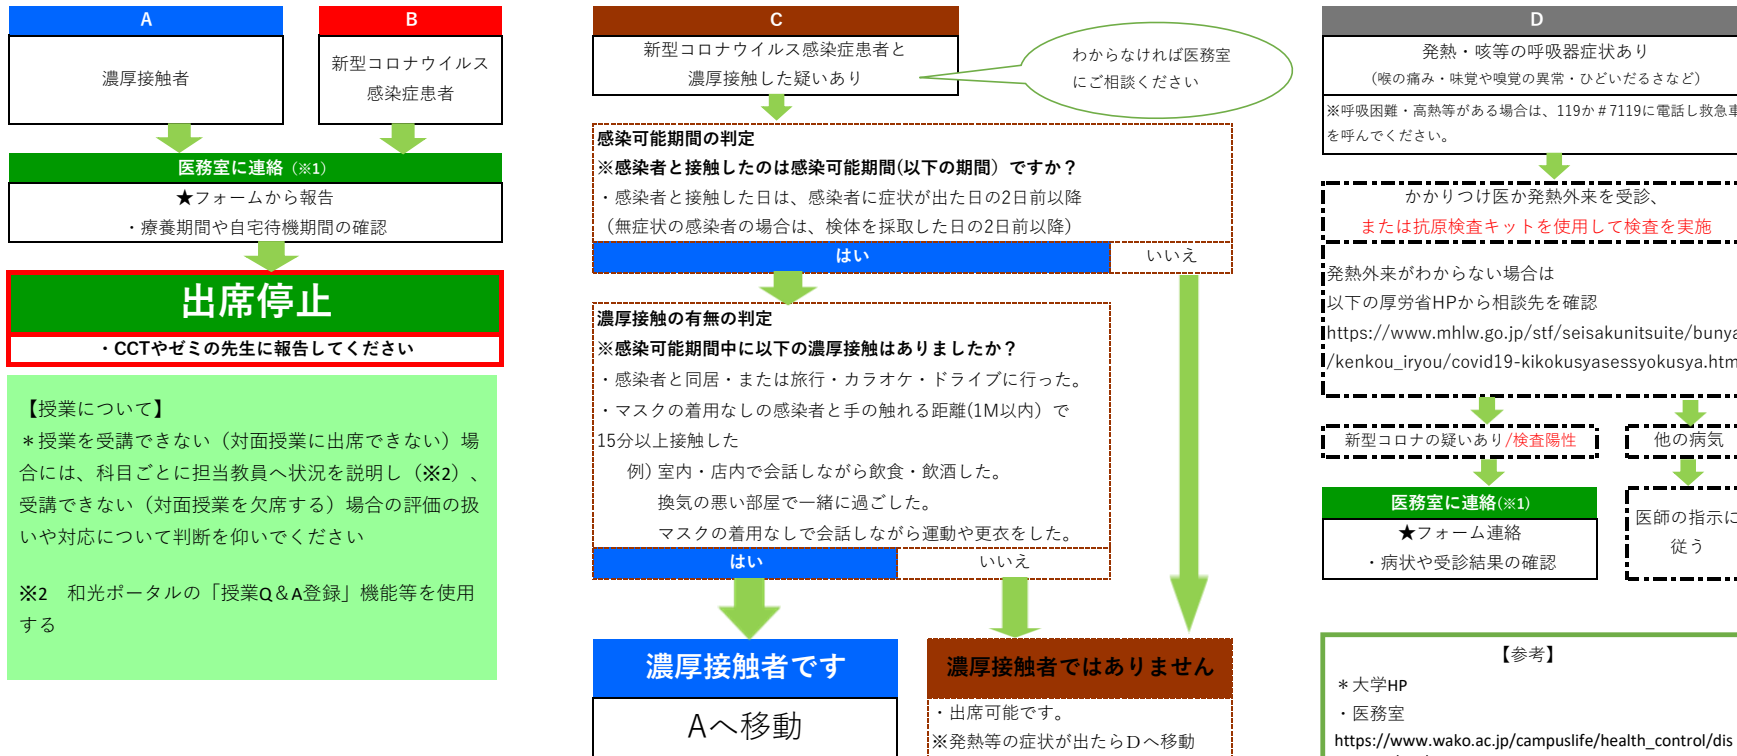 A
濃厚接触者
B
新型コロナウイルス
感染症患者
医務室に連絡（※1）
★フォームから報告
・療養期間や自宅待機期間の確認
出席停止
・CCTやゼミの先生に報告してください
【授業について】
＊授業を受講できない（対面授業に出席できない）場
合には、科目ごとに担当教員へ状況を説明し（※2）、
受講できない（対面授業を欠席する）場合の評価の扱
いや対応について判断を仰いでください
※2　和光ポータルの「授業Q＆A登録」機能等を使用
する
C
新型コロナウイルス感染症患者と
濃厚接触した疑いあり
わからなければ医務室
にご相談ください
感染可能期間の判定
※感染者と接触したのは感染可能期間(以下の期間）ですか？
・感染者と接触した日は、感染者に症状が出た日の2日前以降
（無症状の感染者の場合は、検体を採取した日の2日前以降）
はい
いいえ
濃厚接触の有無の判定
※感染可能期間中に以下の濃厚接触はありましたか？
・感染者と同居・または旅行・カラオケ・ドライブに行った。
・マスクの着用なしの感染者と手の触れる距離(1M以内）で
15分以上接触した
例）室内・店内で会話しながら飲食・飲酒した。
換気の悪い部屋で一緒に過ごした。
マスクの着用なしで会話しながら運動や更衣をした。
はい
いいえ
濃厚接触者です
Aへ移動
濃厚接触者ではありません
・出席可能です。
※発熱等の症状が出たらDへ移動
D
発熱・咳等の呼吸器症状あり
（喉の痛み・味覚や嗅覚の異常・ひどいだるさなど）
※呼吸困難・高熱等がある場合は、119か＃7119に電話し救急車
を呼んでください。
かかりつけ医か発熱外来を受診、
または抗原検査キットを使用して検査を実施
発熱外来がわからない場合は
以下の厚労省HPから相談先を確認
https://www.mhlw.go.jp/stf/seisakunitsuite/bunya
/kenkou_iryou/covid19-kikokusyasessyokusya.htm
新型コロナの疑いあり/検査陽性
他の病気
医務室に連絡(※1)
★フォーム連絡
・病状や受診結果の確認
医師の指示に
従う
【参考】
＊大学HP
・医務室
https://www.wako.ac.jp/campuslife/health_control/dis